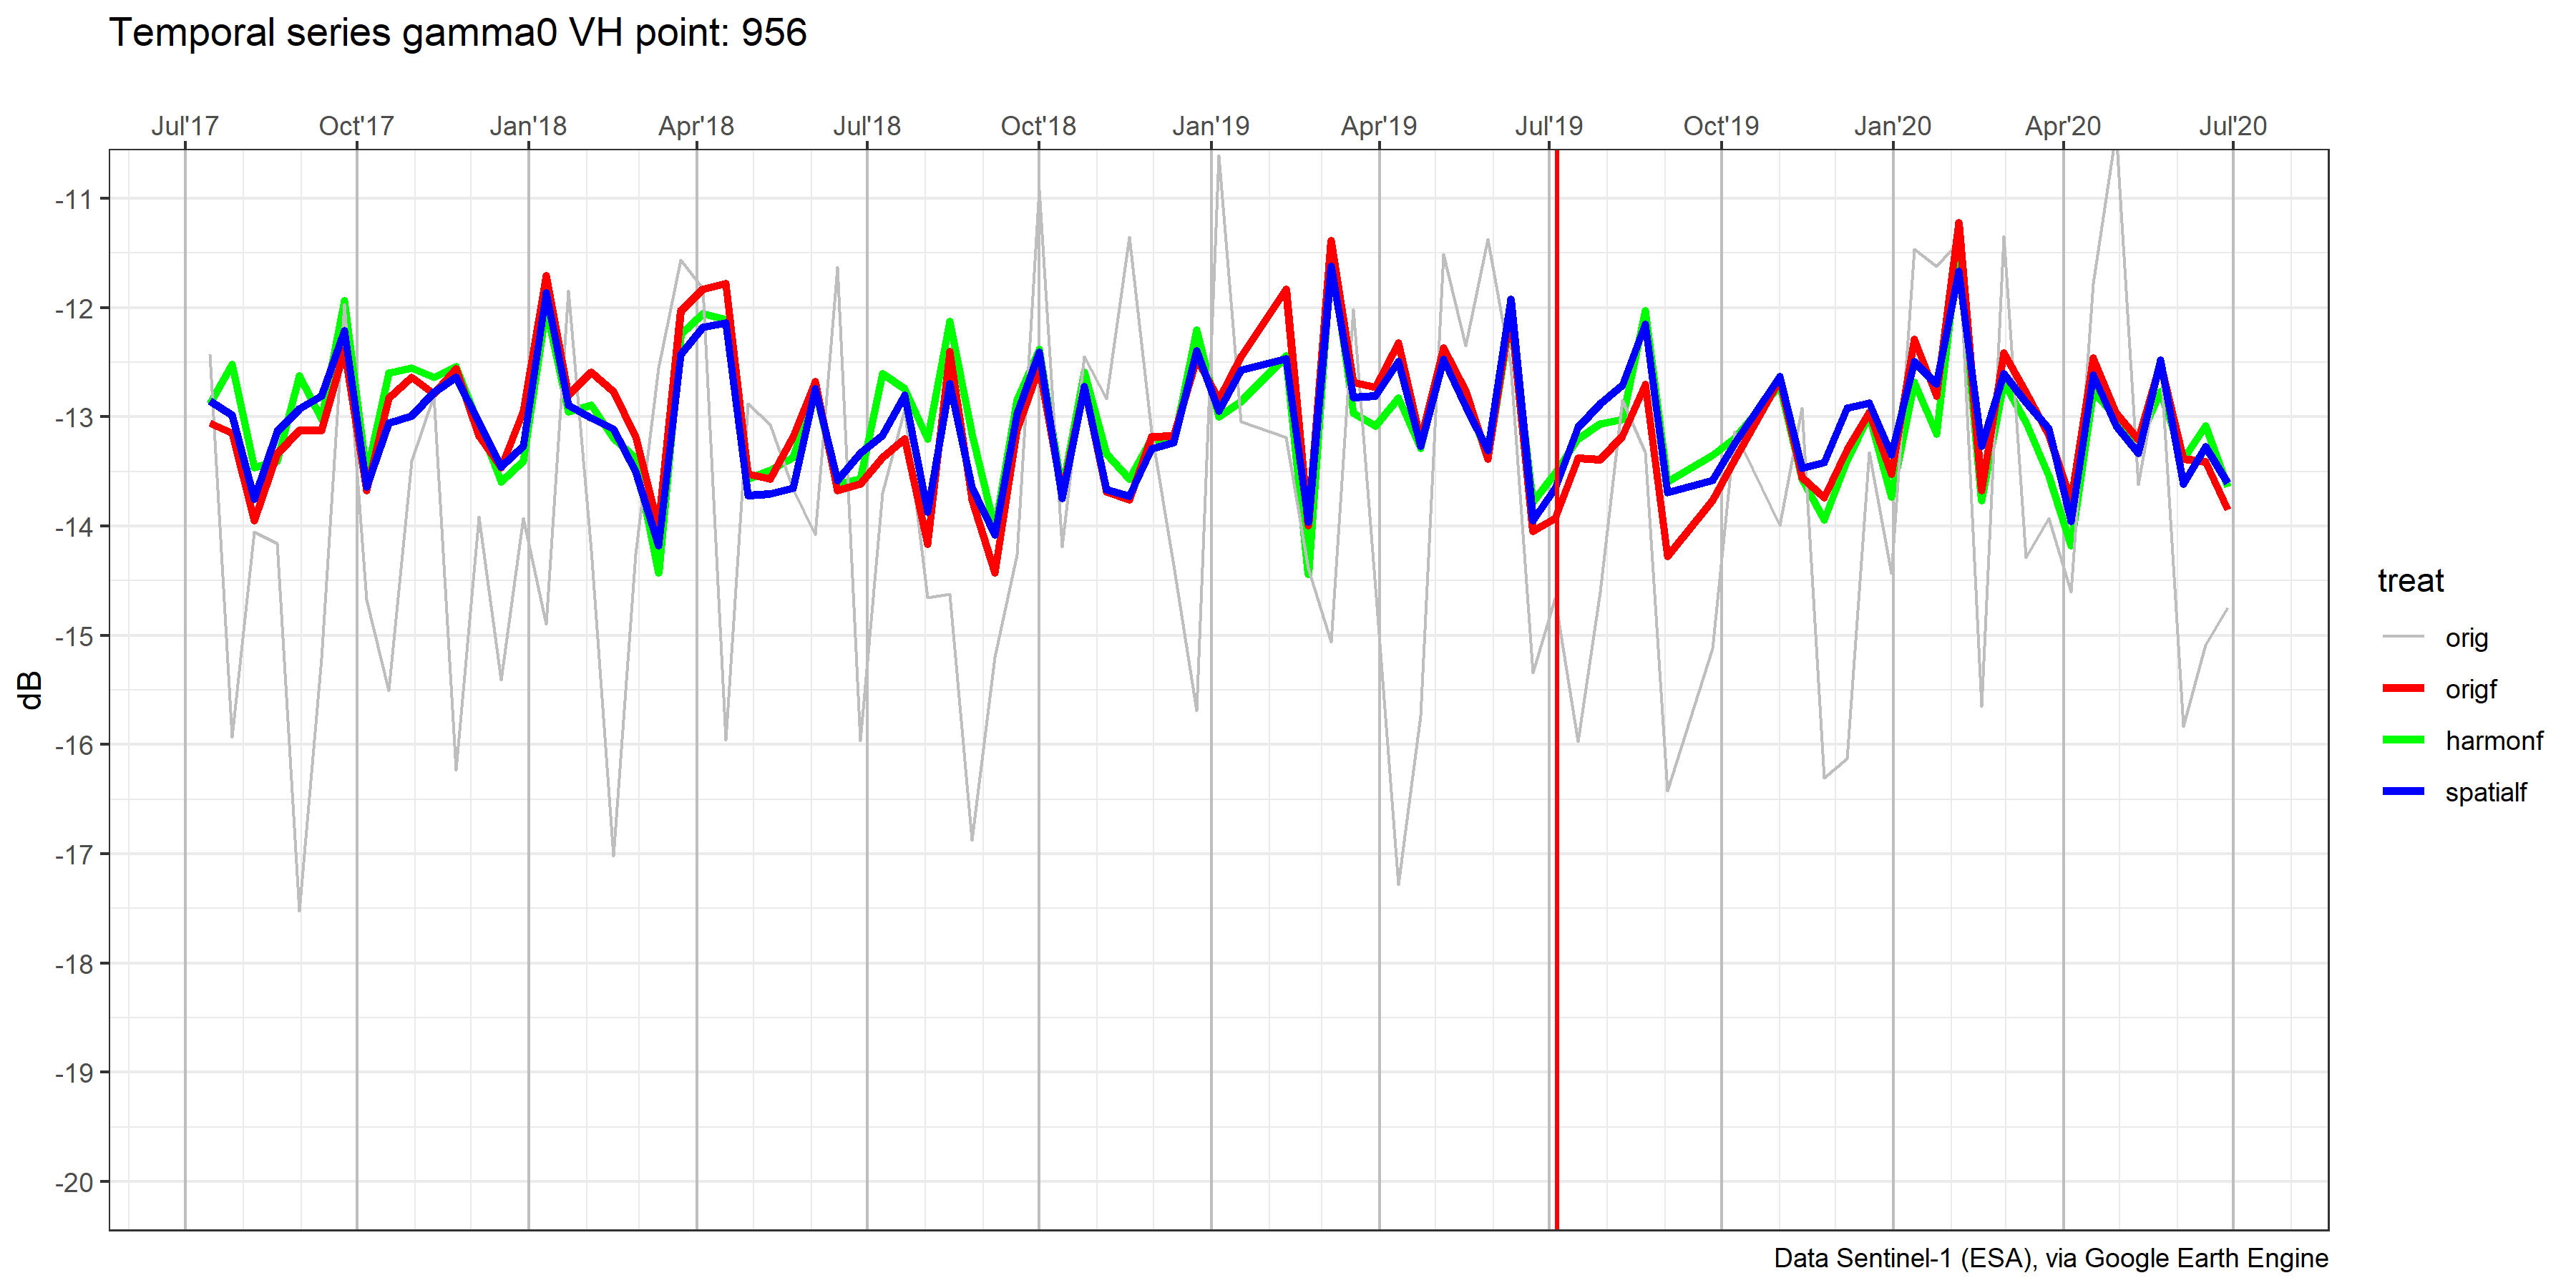 Temporal series gamma0 VH point: 956
Jul'17 Oct'17 Jan'18 Apr'18 Jul'18 Oct'18 Jan'19 Apr'19 Jul'19 Oct'19 Jan'20 Apr'20 Jul'20
-11
-12
-13
-14
-15
-16
-17
-18
-19
-20
dB
treat
orig
origf
harmonf
spatialf
Data Sentinel-1 (ESA), via Google Earth Engine